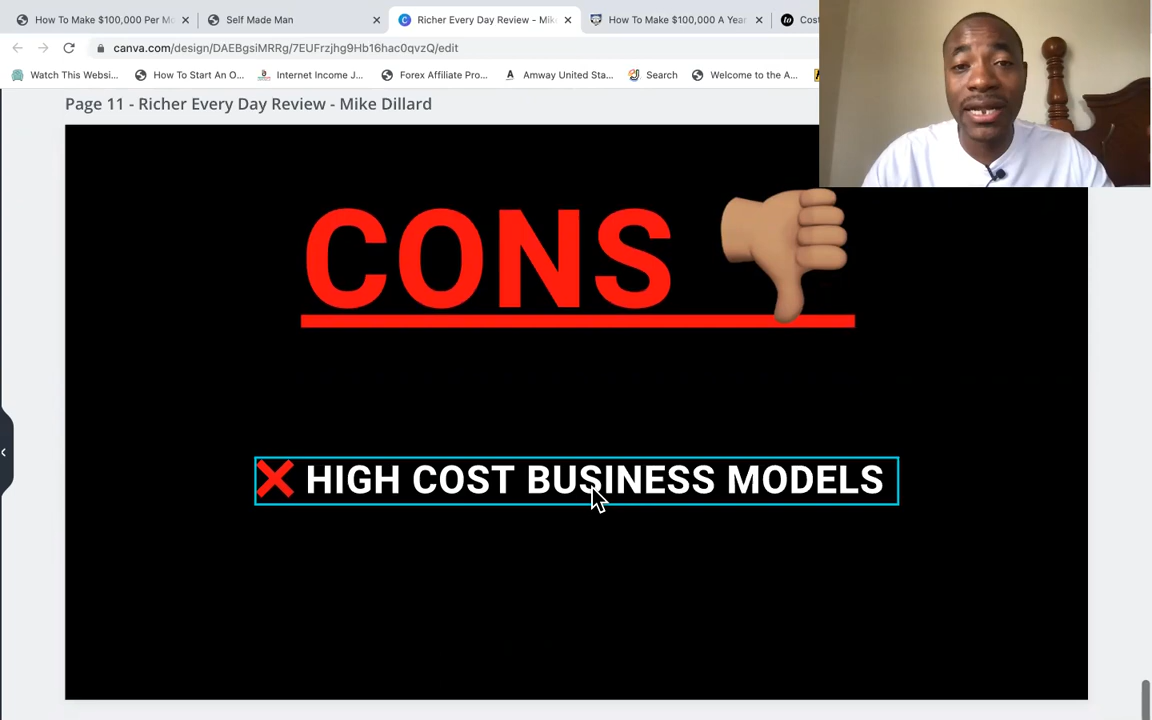 How To Make $100,000 Per Mo
Self Made Man
Richer Every Day Review - Mik
How To Make $100,000 A Year
Cost
canva.com/design/DAEBgsiMRRg/7EUFrzjhg9Hb16hac0qvzQ/edit
Watch This Websi...
How To Start An O...
Internet Income J...
Forex Affiliate Pro...
Amway United Sta...
Search
Welcome to the A...
Page 11 - Richer Every Day Review - Mike Dillard
CONS
HIGH COST BUSINESS MODELS